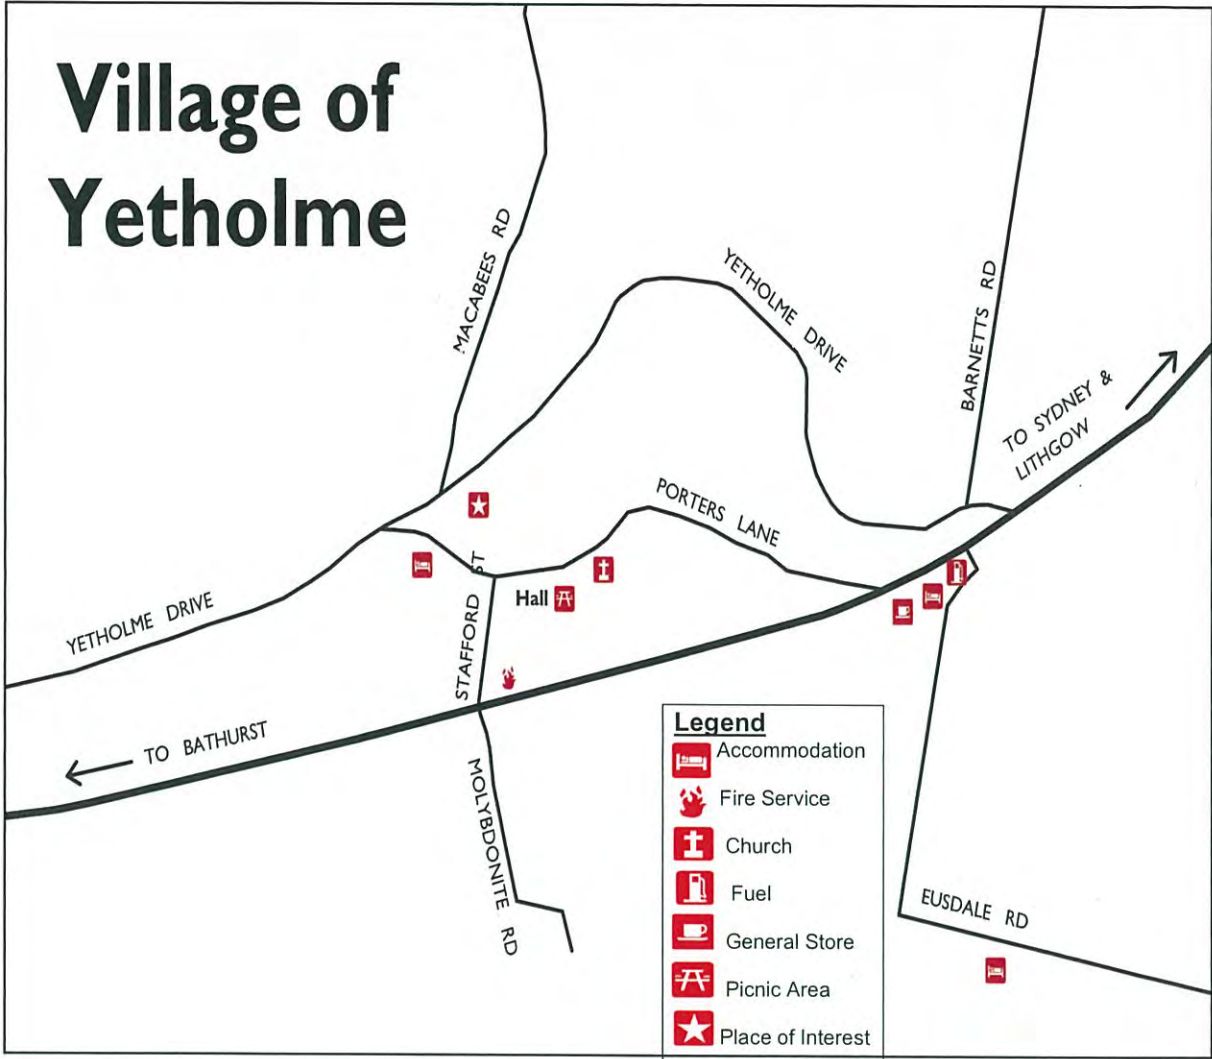 Village of
Yetholme
MACABEES RD
YETHOLME DRIVE
BARNETTS RD
TO SYDNEY &
LITHGOW
PORTERS LANE
Hall
STAFFORD ST
YETHOLME DRIVE
TO BATHURST
MOLYBDONITE RD
EUSDALE RD
Legend
Accommodation
Fire Service
Church
Fuel
General Store
Picnic Area
Place of Interest